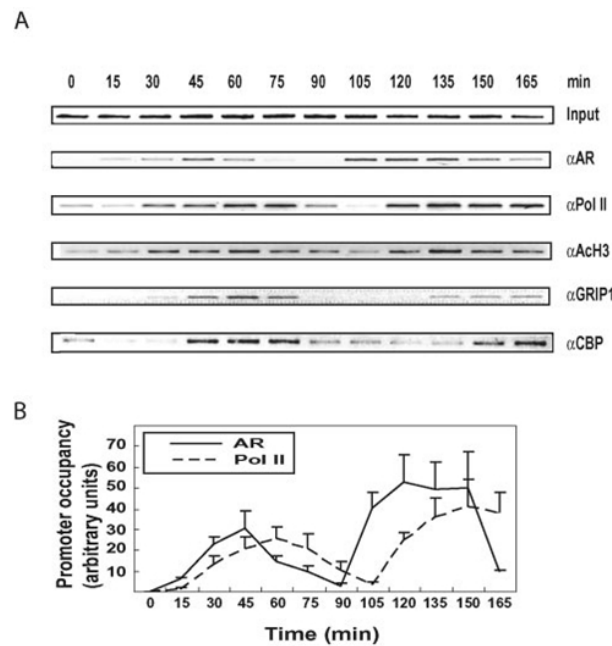 A
0 15 30 45 60 75 90 105 120 135 150 165 min
Input
αAR
αPol II
αAcH3
αGRIP1
αCBP
B
Promoter occupancy
(arbitrary units)
70
60
50
40
30
20
10
AR
Pol II
0 15 30 45 60 75 90 105 120 135 150 165
Time (min)